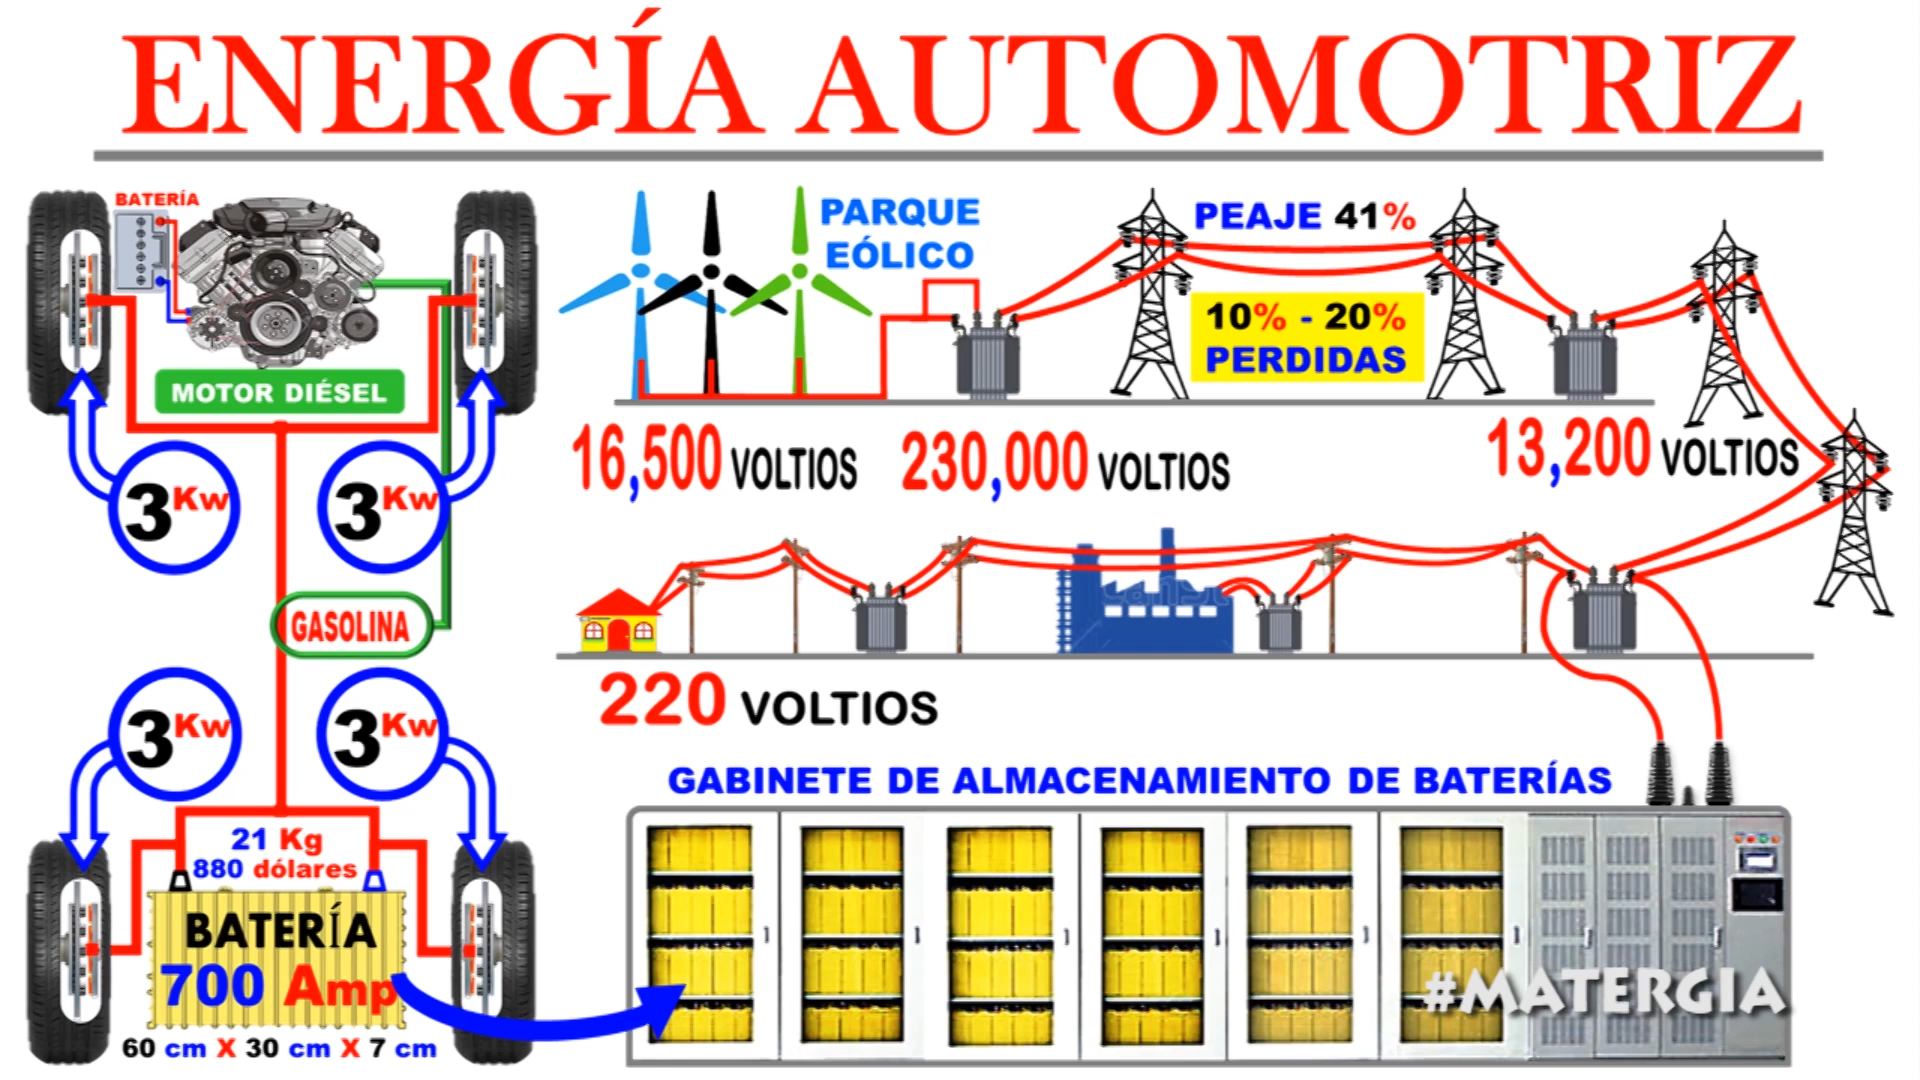 ENERGÍA AUTOMOTRIZ
BATERÍA
MOTOR DIÉSEL
3Kw
3Kw
GASOLINA
3Kw
3Kw
21 Kg
880 dólares
BATERÍA
700 Amp
60 cm X 30 cm X 7 cm
PARQUE
EÓLICO
PEAJE 41%
10% - 20%
PERDIDAS
16,500 VOLTIOS
230,000 VOLTIOS
13,200 VOLTIOS
220 VOLTIOS
GABINETE DE ALMACENAMIENTO DE BATERÍAS
#MATERGIA